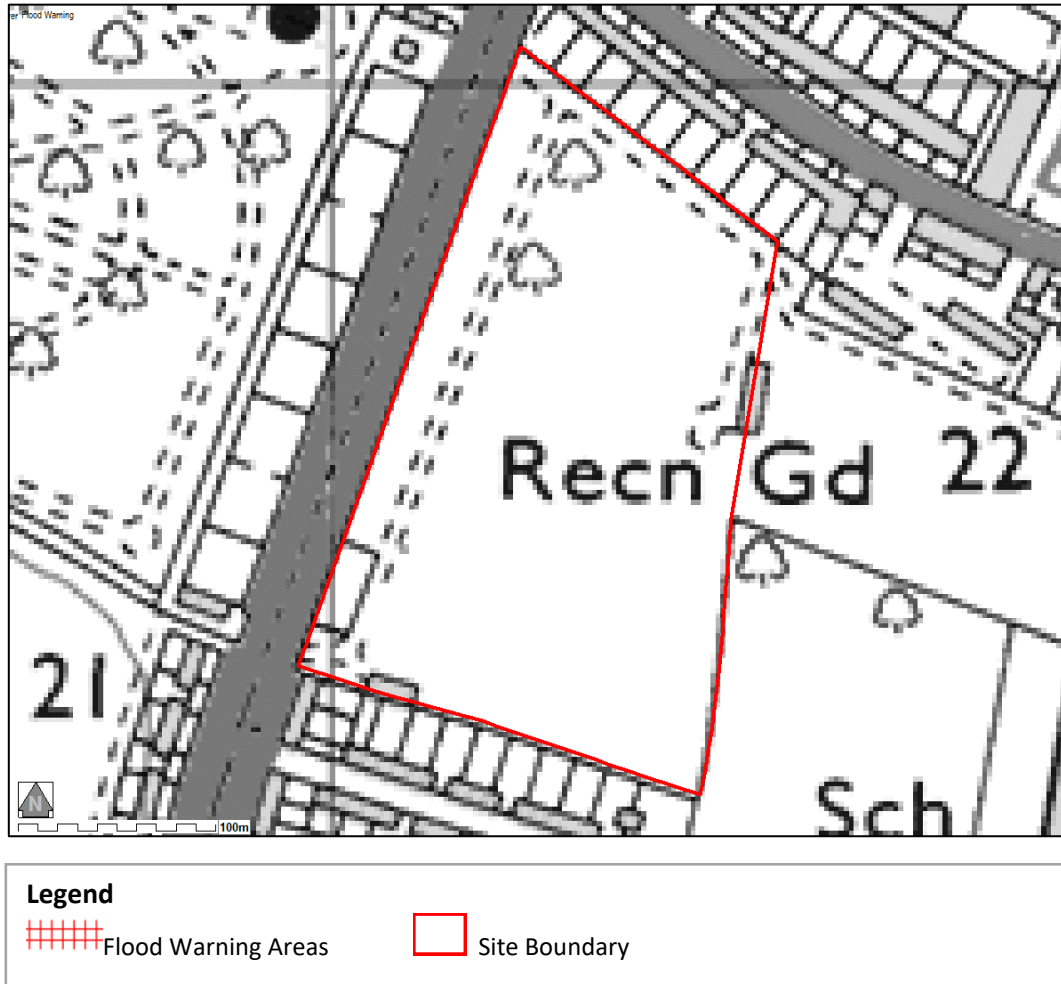 er Flood Warning
Recn Gd 22
21
Sch
N
100m
Legend
Flood Warning Areas
Site Boundary